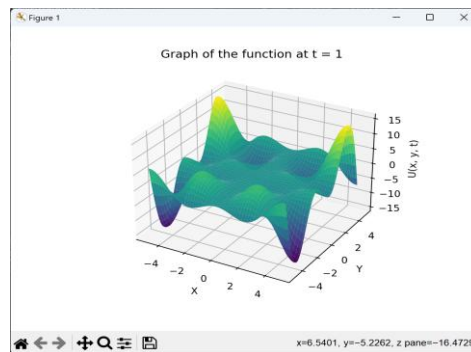 Figure 1
Graph of the function at t = 1
15
10
5
0
−5
−10
−15
U(x, y, t)
−4
−2
0
2
4
X
−4
−2
0
2
4
Y
x=6.5401, y=−5.2262, z pane=−16.4725